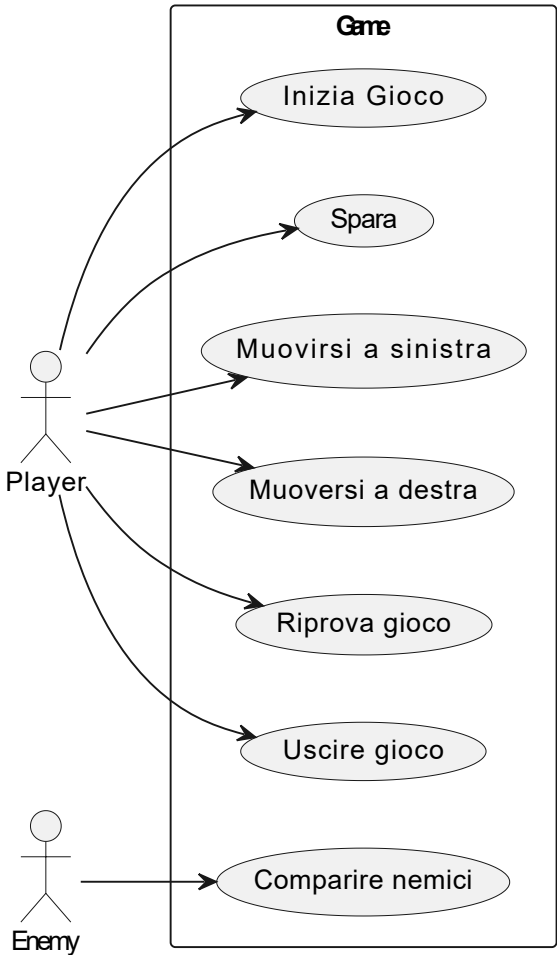 Game
Inizia Gioco
Spara
Muovirsi a sinistra
Muoversi a destra
Player
Riprova gioco
Uscire gioco
Comparire nemici
Enemy